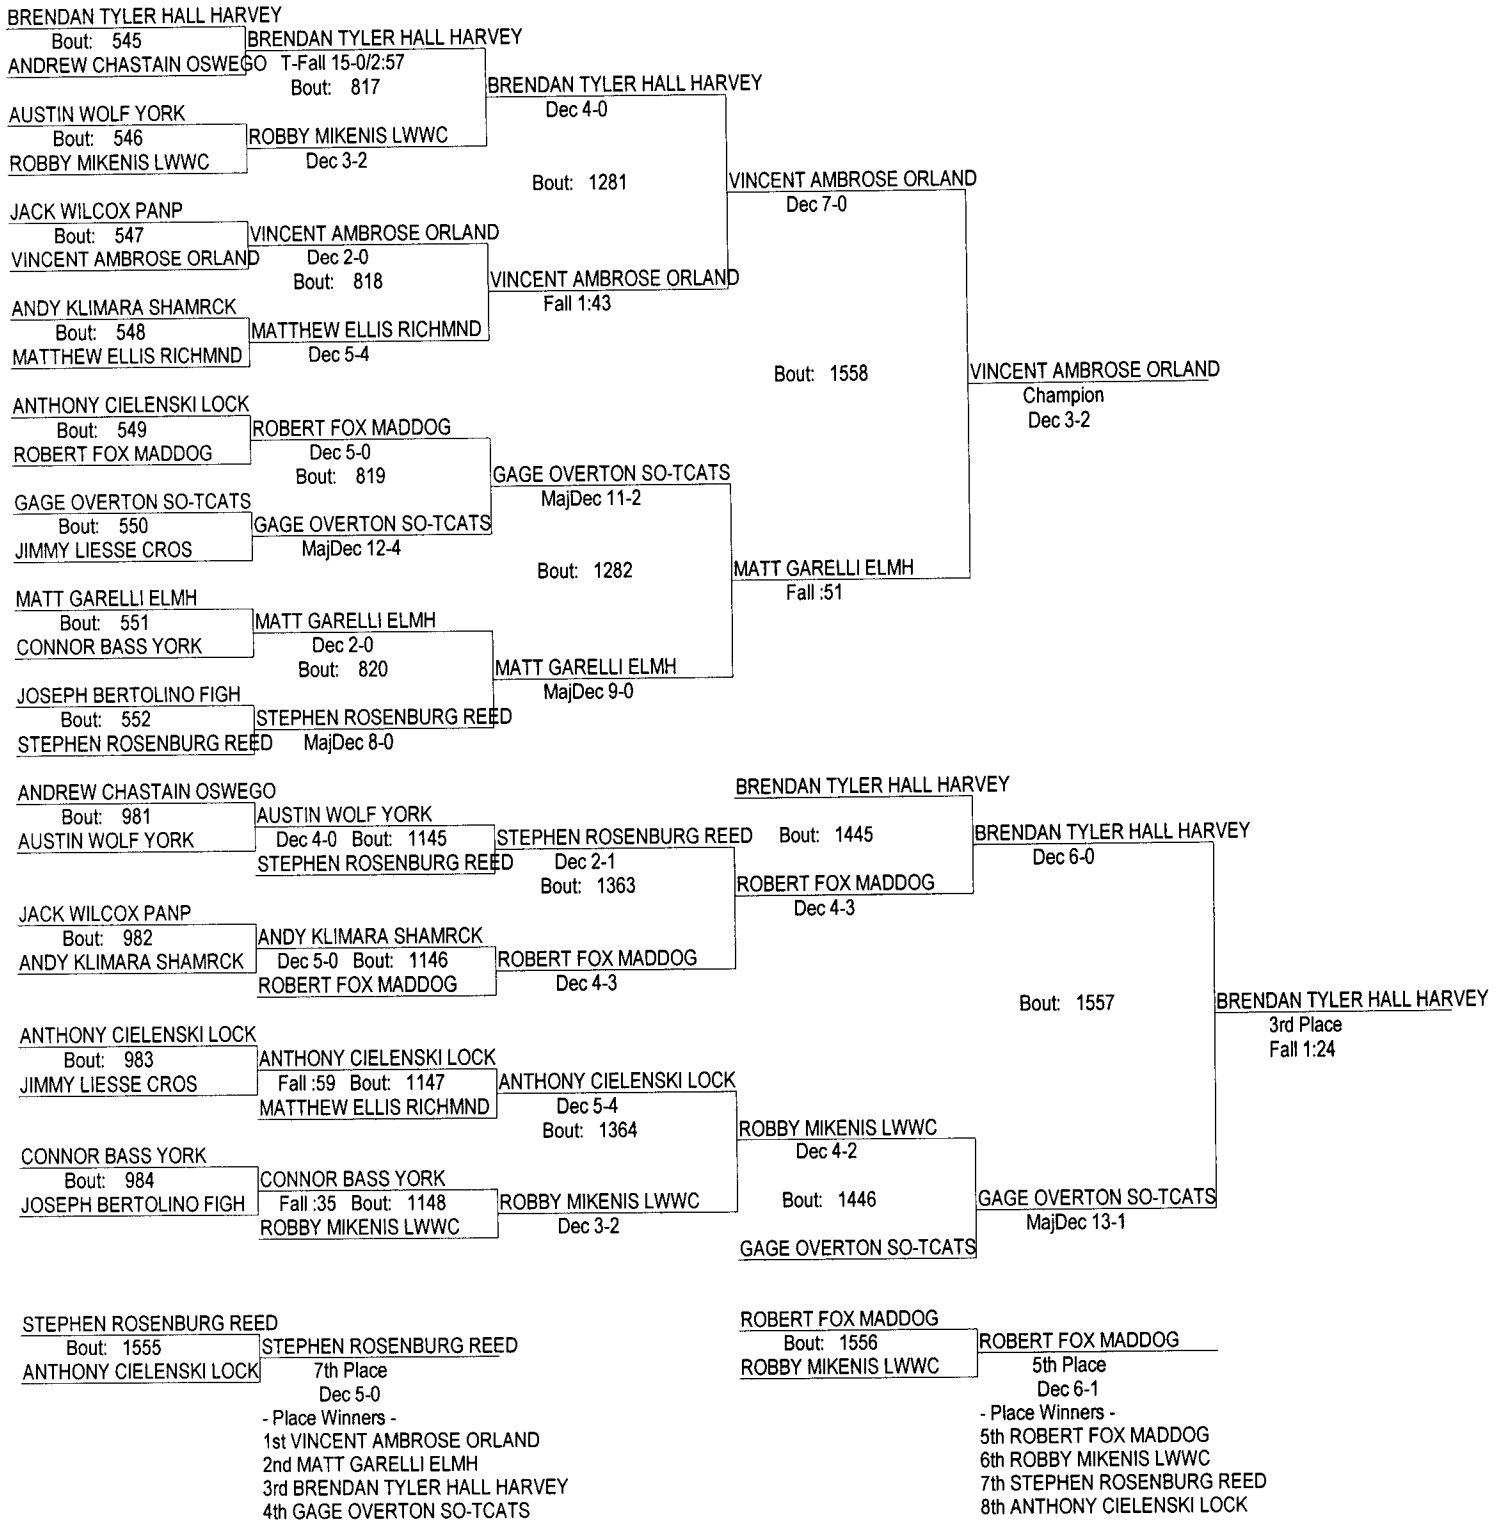 BRENDAN TYLER HALL HARVEY
Bout: 545
BRENDAN TYLER HALL HARVEY
ANDREW CHASTAIN OSWEGO
T-Fall 15-0/2:57
Bout: 817
BRENDAN TYLER HALL HARVEY
Dec 4-0
AUSTIN WOLF YORK
Bout: 546
ROBBY MIKENIS LWWC
ROBBY MIKENIS LWWC
Dec 3-2
Bout: 1281
VINCENT AMBROSE ORLAND
Dec 7-0
JACK WILCOX PANP
Bout: 547
VINCENT AMBROSE ORLAND
VINCENT AMBROSE ORLAND
Dec 2-0
Bout: 818
VINCENT AMBROSE ORLAND
Fall 1:43
ANDY KLIMARA SHAMRCK
Bout: 548
MATTHEW ELLIS RICHMND
MATTHEW ELLIS RICHMND
Dec 5-4
Bout: 1558
VINCENT AMBROSE ORLAND
Champion
Dec 3-2
ANTHONY CIELENSKI LOCK
Bout: 549
ROBERT FOX MADDOG
ROBERT FOX MADDOG
Dec 5-0
Bout: 819
GAGE OVERTON SO-TCATS
MajDec 11-2
GAGE OVERTON SO-TCATS
Bout: 550
JIMMY LIESSE CROS
GAGE OVERTON SO-TCATS
MajDec 12-4
Bout: 1282
MATT GARELLI ELMH
Fall :51
MATT GARELLI ELMH
Bout: 551
CONNOR BASS YORK
MATT GARELLI ELMH
Dec 2-0
Bout: 820
MATT GARELLI ELMH
MajDec 9-0
JOSEPH BERTOLINO FIGH
Bout: 552
STEPHEN ROSENBURG REED
STEPHEN ROSENBURG REED
MajDec 8-0
ANDREW CHASTAIN OSWEGO
Bout: 981
AUSTIN WOLF YORK
AUSTIN WOLF YORK
Dec 4-0 Bout: 1145
STEPHEN ROSENBURG REED
STEPHEN ROSENBURG REED
Dec 2-1
Bout: 1363
BRENDAN TYLER HALL HARVEY
Bout: 1445
ROBERT FOX MADDOG
Dec 4-3
BRENDAN TYLER HALL HARVEY
Dec 6-0
JACK WILCOX PANP
Bout: 982
ANDY KLIMARA SHAMRCK
ANDY KLIMARA SHAMRCK
Dec 5-0 Bout: 1146
ROBERT FOX MADDOG
ROBERT FOX MADDOG
Dec 4-3
Bout: 1557
BRENDAN TYLER HALL HARVEY
3rd Place
Fall 1:24
ANTHONY CIELENSKI LOCK
Bout: 983
JIMMY LIESSE CROS
ANTHONY CIELENSKI LOCK
Fall :59 Bout: 1147
MATTHEW ELLIS RICHMND
ANTHONY CIELENSKI LOCK
Dec 5-4
Bout: 1364
ROBBY MIKENIS LWWC
Dec 4-2
Bout: 1446
GAGE OVERTON SO-TCATS
GAGE OVERTON SO-TCATS
MajDec 13-1
CONNOR BASS YORK
Bout: 984
JOSEPH BERTOLINO FIGH
CONNOR BASS YORK
Fall :35 Bout: 1148
ROBBY MIKENIS LWWC
ROBBY MIKENIS LWWC
Dec 3-2
STEPHEN ROSENBURG REED
Bout: 1555
ANTHONY CIELENSKI LOCK
STEPHEN ROSENBURG REED
7th Place
Dec 5-0
- Place Winners -
1st VINCENT AMBROSE ORLAND
2nd MATT GARELLI ELMH
3rd BRENDAN TYLER HALL HARVEY
4th GAGE OVERTON SO-TCATS
ROBERT FOX MADDOG
Bout: 1556
ROBBY MIKENIS LWWC
ROBERT FOX MADDOG
5th Place
Dec 6-1
- Place Winners -
5th ROBERT FOX MADDOG
6th ROBBY MIKENIS LWWC
7th STEPHEN ROSENBURG REED
8th ANTHONY CIELENSKI LOCK